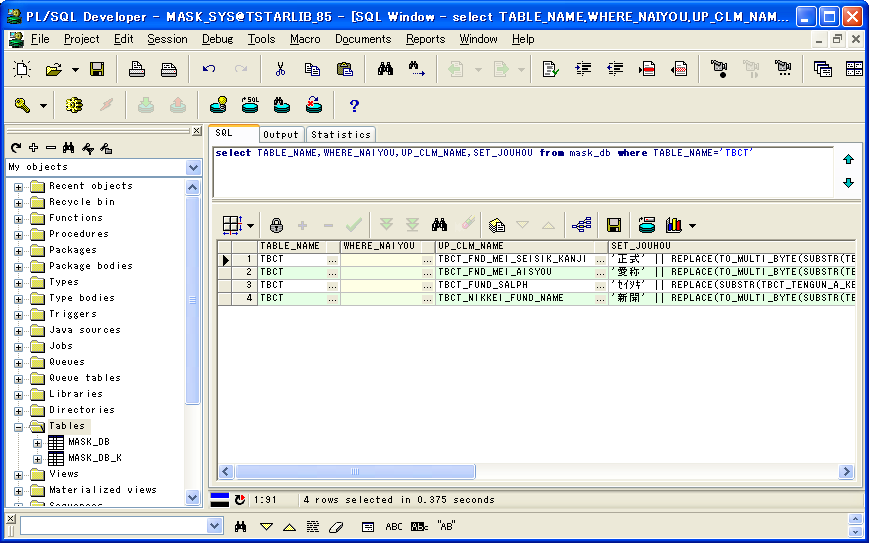 PL/SQL Developer - MASK_SYS@TSTARLIB_85 - [SQL Window - select TABLE_NAME,WHERE_NAIYOU,UP_CLM_NAM...
File Project Edit Session Debug Tools Macro Documents Reports Window Help
SQL
?
SQL Output Statistics
My objects
Recent objects
Recycle bin
Functions
Procedures
Packages
Package bodies
Types
Type bodies
Triggers
Java sources
Jobs
Queues
Queue tables
Libraries
Directories
Tables
MASK_DB
MASK_DB_K
Views
Materialized views
Sequences
select TABLE_NAME,WHERE_NAIYOU,UP_CLM_NAME,SET_JOUHOU from mask_db where TABLE_NAME='TBCT'
TABLE_NAME WHERE_NAIYOU UP_CLM_NAME SET_JOUHOU
1 TBCT ... ... TBCT_FND_MEI_SEISIK_KANJI ... '正式' || REPLACE(TO_MULTI_BYTE(SUBSTR(TB
2 TBCT ... ... TBCT_FND_MEI_AISYOU ... '愛称' || REPLACE(TO_MULTI_BYTE(SUBSTR(TB
3 TBCT ... ... TBCT_FUND_SALPH ... 'ｾｲｼｷ' || REPLACE(SUBSTR(TBCT_TENGUN_A_KE
4 TBCT ... ... TBCT_NIKKEI_FUND_NAME ... '新聞' || REPLACE(TO_MULTI_BYTE(SUBSTR(TB
1:91 4 rows selected in 0.375 seconds
ABC "AB"